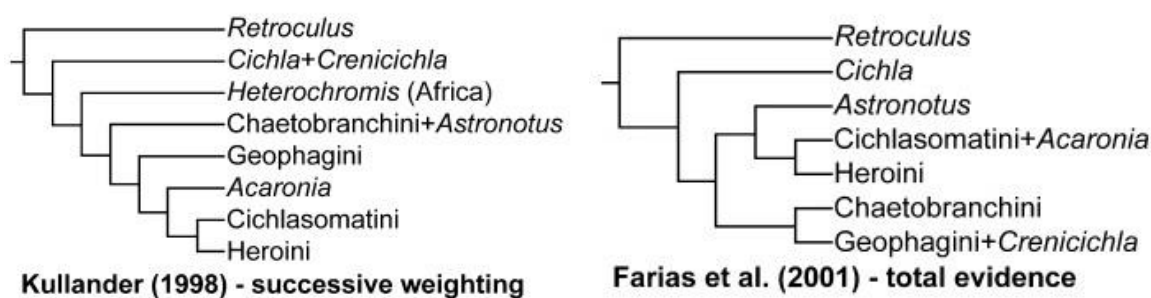 Retroculus
Cichla+Crenicichla
Heterochromis (Africa)
Chaetobranchini+Astronotus
Geophagini
Acaronia
Cichlasomatini
Heroini
Kullander (1998) - successive weighting
Retroculus
Cichla
Astronotus
Cichlasomatini+Acaronia
Heroini
Chaetobranchini
Geophagini+Crenicichla
Farias et al. (2001) - total evidence